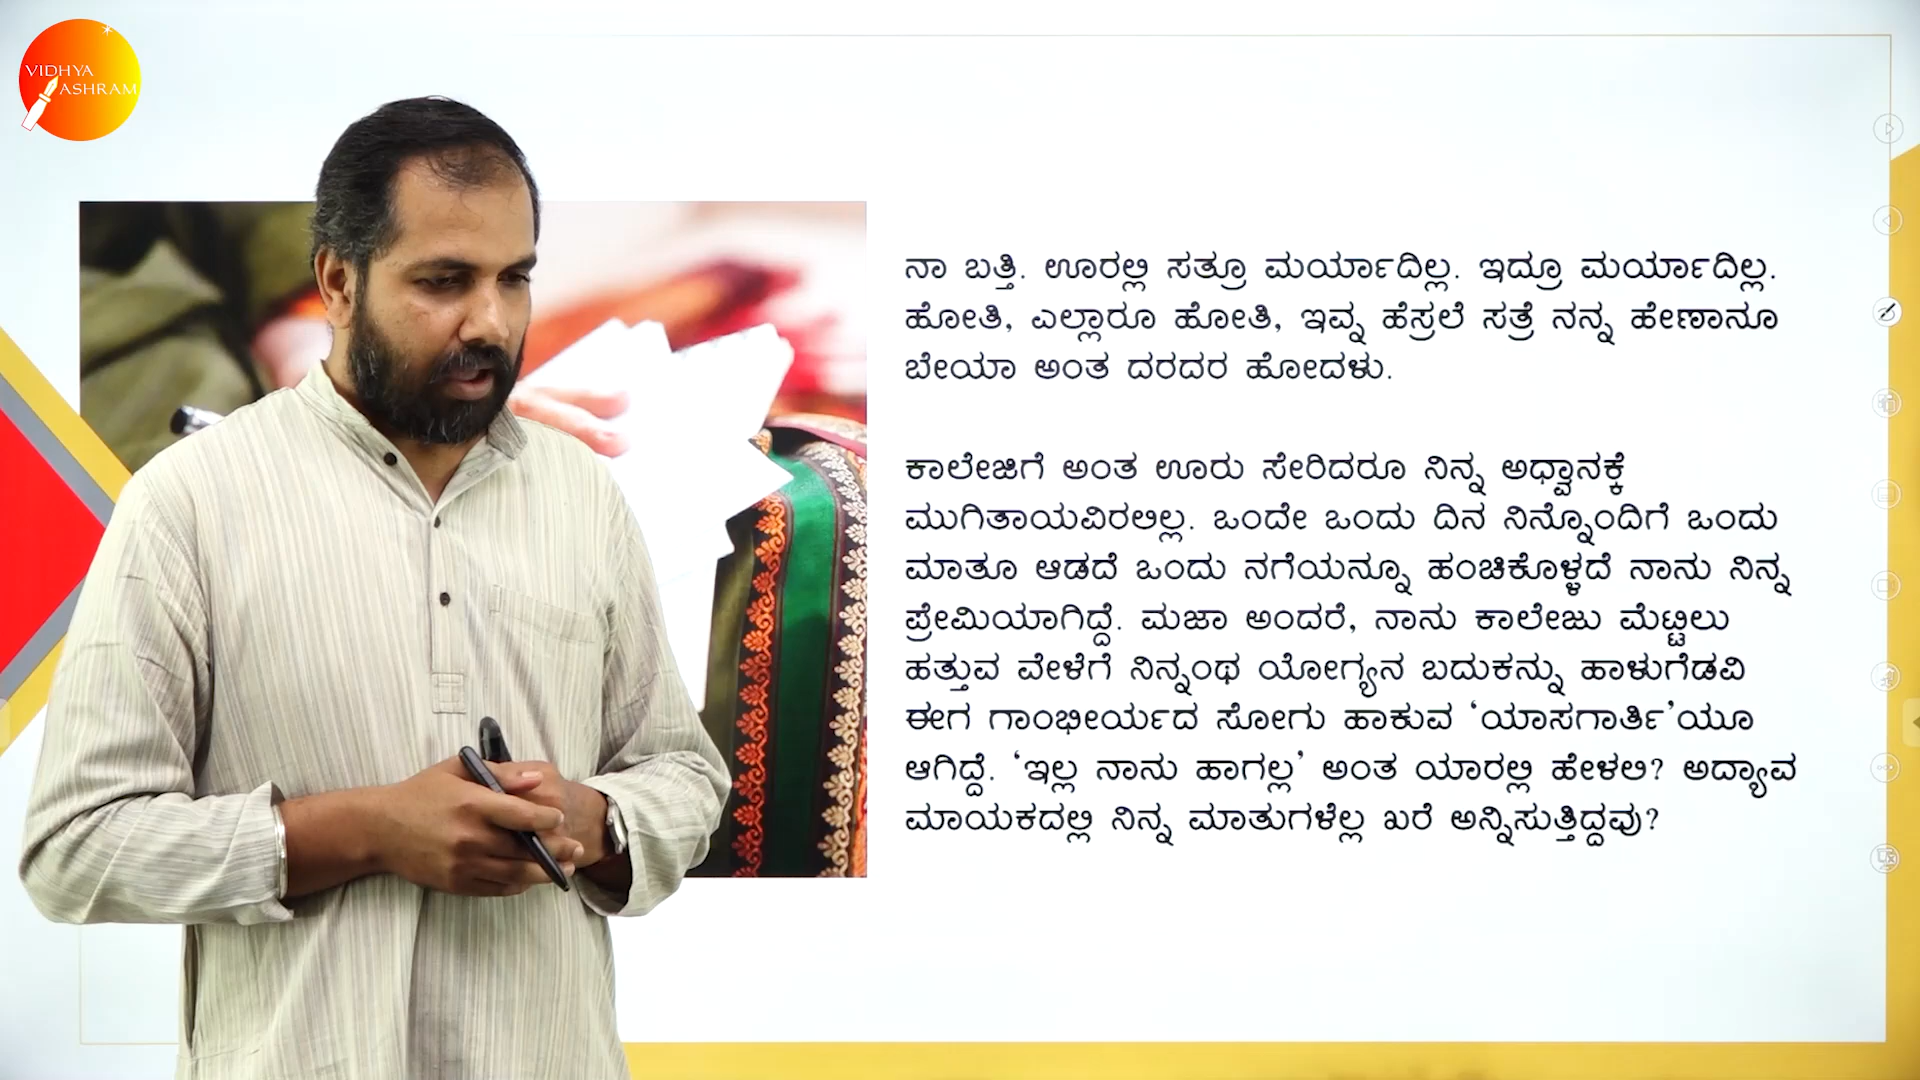 VIDHYA
ASHRAM
ನಾ ಬತ್ತಿ. ಊರಲ್ಲಿ ಸತ್ರೂ ಮರ್ಯಾದಿಲ್ಲ. ಇದ್ರೂ ಮರ್ಯಾದಿಲ್ಲ.
ಹೋತಿ, ಎಲ್ಲಾರೂ ಹೋತಿ, ಇವ್ನ ಹೆಸ್ರಲೆ ಸತ್ರೆ ನನ್ನ ಹೇಣಾನೂ
ಬೇಯಾ ಅಂತ ದರದರ ಹೋದಳು.
ಕಾಲೇಜಿಗೆ ಅಂತ ಊರು ಸೇರಿದರೂ ನಿನ್ನ ಅಧ್ವಾನಕ್ಕೆ
ಮುಗಿತಾಯವಿರಲಿಲ್ಲ. ಒಂದೇ ಒಂದು ದಿನ ನಿನ್ನೊಂದಿಗೆ ಒಂದು
ಮಾತೂ ಆಡದೆ ಒಂದು ನಗೆಯನ್ನೂ ಹಂಚಿಕೊಳ್ಳದೆ ನಾನು ನಿನ್ನ
ಪ್ರೇಮಿಯಾಗಿದ್ದೆ. ಮಜಾ ಅಂದರೆ, ನಾನು ಕಾಲೇಜು ಮೆಟ್ಟಿಲು
ಹತ್ತುವ ವೇಳೆಗೆ ನಿನ್ನಂಥ ಯೋಗ್ಯನ ಬದುಕನ್ನು ಹಾಳುಗೆಡವಿ
ಈಗ ಗಾಂಭೀರ್ಯದ ಸೋಗು ಹಾಕುವ ‘ಯಾಸಗಾರ್ತಿ’ಯೂ
ಆಗಿದ್ದೆ. ‘ಇಲ್ಲ ನಾನು ಹಾಗಲ್ಲ’ ಅಂತ ಯಾರಲ್ಲಿ ಹೇಳಲಿ? ಅದ್ಯಾವ
ಮಾಯಕದಲ್ಲಿ ನಿನ್ನ ಮಾತುಗಳೆಲ್ಲ ಖರೆ ಅನ್ನಿಸುತ್ತಿದ್ದವು?